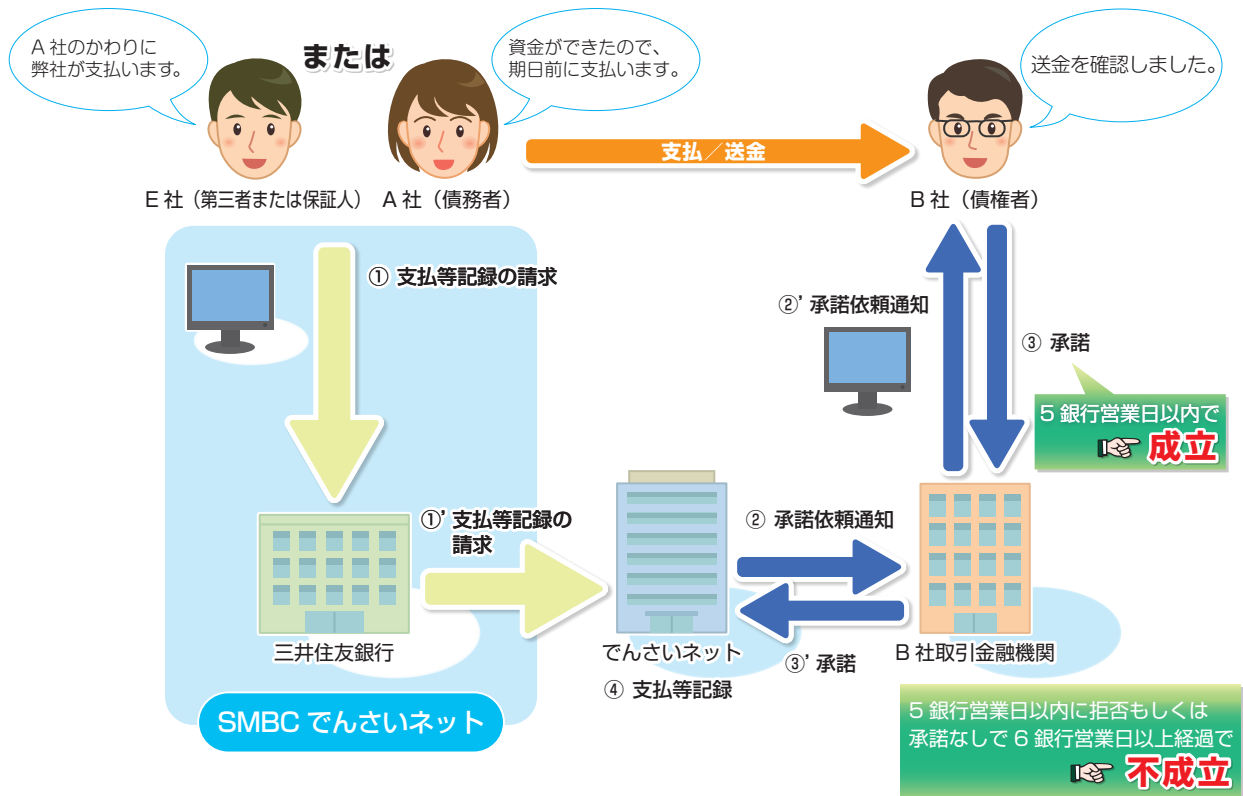 A 社のかわりに
弊社が支払います。
または
資金ができたので、
期日前に支払います。
送金を確認しました。
支払／送金
E 社（第三者または保証人）
A 社（債務者）
B 社（債権者）
① 支払等記録の請求
②’ 承諾依頼通知
③ 承諾
5 銀行営業日以内で
☞ 成立
①’ 支払等記録の
請求
② 承諾依頼通知
三井住友銀行
でんさいネット
③’ 承諾
B 社取引金融機関
④ 支払等記録
SMBC でんさいネット
5 銀行営業日以内に拒否もしくは
承諾なしで 6 銀行営業日以上経過で
☞ 不成立